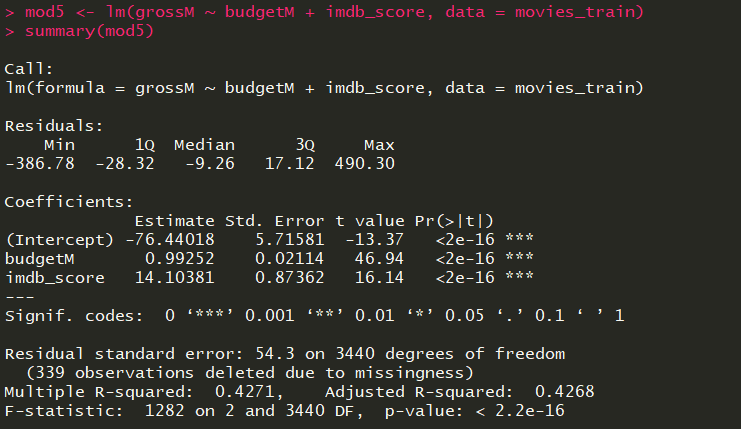 > mod5 <- lm(grossM ~ budgetM + imdb_score, data = movies_train)
> summary(mod5)
Call:
lm(formula = grossM ~ budgetM + imdb_score, data = movies_train)
Residuals:
    Min      1Q  Median      3Q     Max
-386.78  -28.32   -9.26   17.12  490.30
Coefficients:
             Estimate Std. Error t value Pr(>|t|)
(Intercept) -76.44018    5.71581  -13.37   <2e-16 ***
budgetM       0.99252    0.02114   46.94   <2e-16 ***
imdb_score   14.10381    0.87362   16.14   <2e-16 ***
---
Signif. codes:  0 ‘***’ 0.001 ‘**’ 0.01 ‘*’ 0.05 ‘.’ 0.1 ‘ ’ 1
Residual standard error: 54.3 on 3440 degrees of freedom
  (339 observations deleted due to missingness)
Multiple R-squared:  0.4271,    Adjusted R-squared:  0.4268
F-statistic:  1282 on 2 and 3440 DF,  p-value: < 2.2e-16